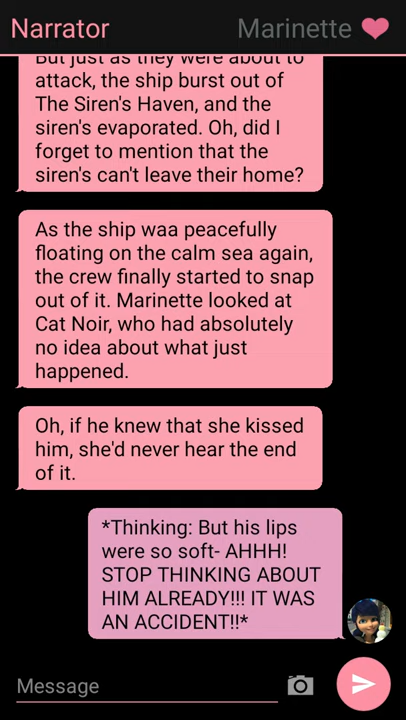 Narrator
Marinette
But just as they were about to
attack, the ship burst out of
The Siren's Haven, and the
siren's evaporated. Oh, did I
forget to mention that the
siren's can't leave their home?
As the ship waa peacefully
floating on the calm sea again,
the crew finally started to snap
out of it. Marinette looked at
Cat Noir, who had absolutely
no idea about what just
happened.
Oh, if he knew that she kissed
him, she'd never hear the end
of it.
*Thinking: But his lips
were so soft- AHHH!
STOP THINKING ABOUT
HIM ALREADY!!! IT WAS
AN ACCIDENT!!*
Message